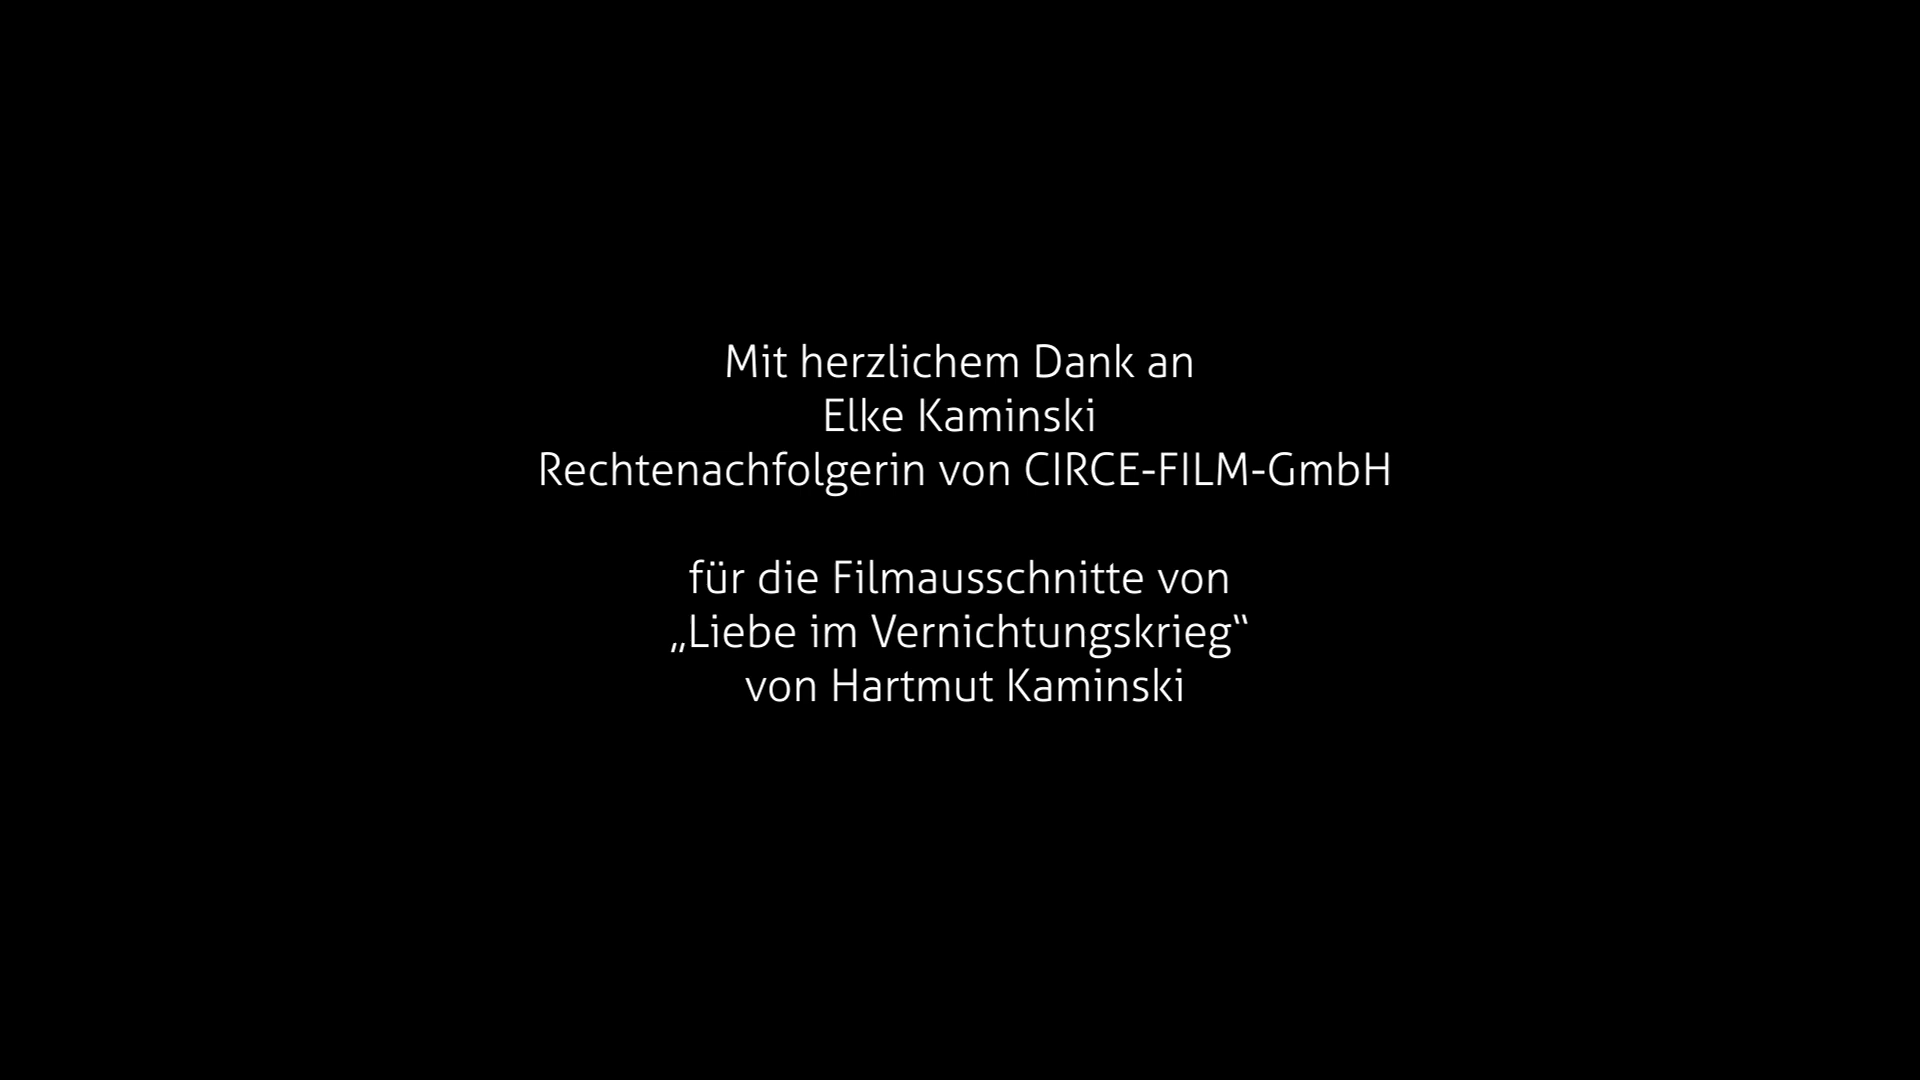 Mit herzlichem Dank an
Elke Kaminski
Rechtenachfolgerin von CIRCE-FILM-GmbH
für die Filmausschnitte von
„Liebe im Vernichtungskrieg“
von Hartmut Kaminski